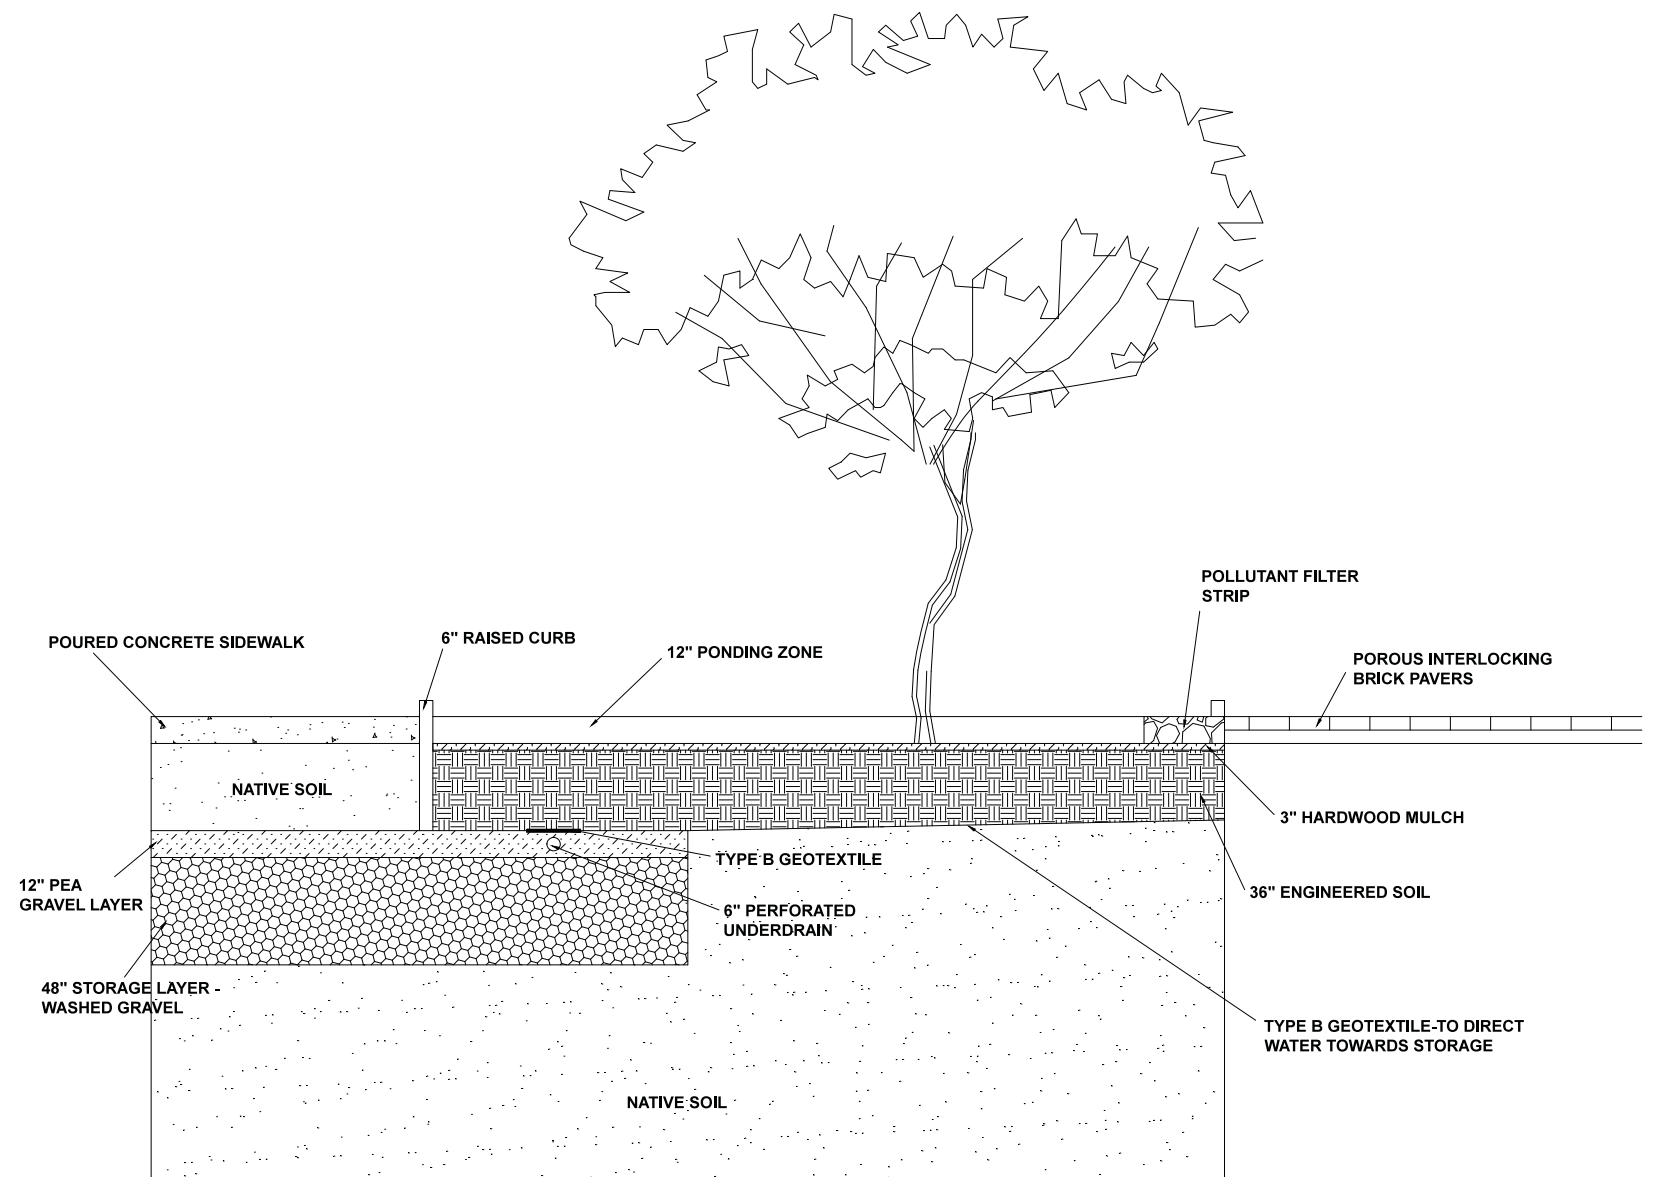 POLLUTANT FILTER
STRIP
POURED CONCRETE SIDEWALK
6" RAISED CURB
12" PONDING ZONE
POROUS INTERLOCKING
BRICK PAVERS
NATIVE SOIL
3" HARDWOOD MULCH
TYPE B GEOTEXTILE
12" PEA
GRAVEL LAYER
36" ENGINEERED SOIL
6" PERFORATED
UNDERDRAIN
48" STORAGE LAYER -
WASHED GRAVEL
TYPE B GEOTEXTILE-TO DIRECT
WATER TOWARDS STORAGE
NATIVE SOIL